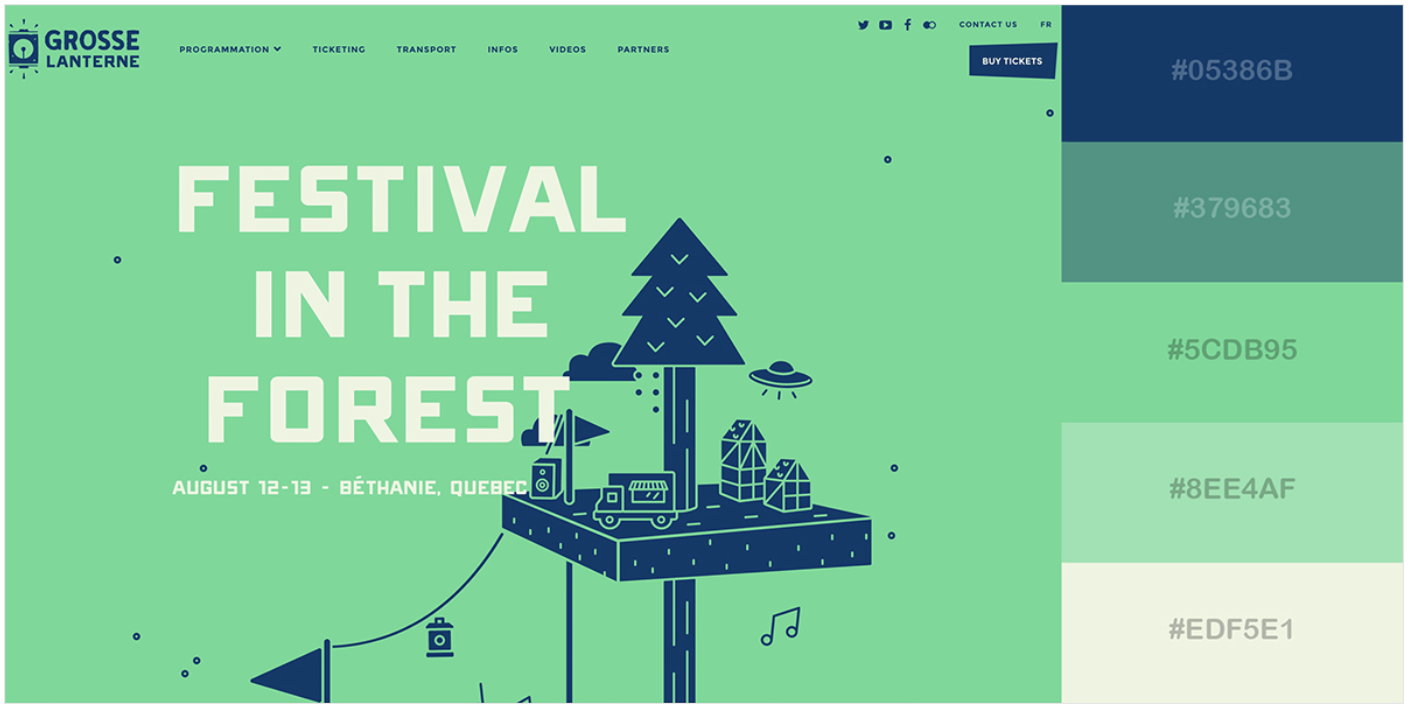 GROSSE
LANTERNE
PROGRAMMATION
TICKETING
TRANSPORT
INFOS
VIDEOS
PARTNERS
CONTACT US
FR
BUY TICKETS
FESTIVAL
IN THE
FOREST
AUGUST 12-13 - BÉTHANIE, QUEBEC
#05386B
#379683
#5CDB95
#8EE4AF
#EDF5E1